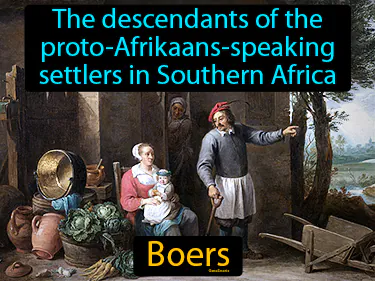 The descendants of the
proto-Afrikaans-speaking
settlers in Southern Africa
Boers